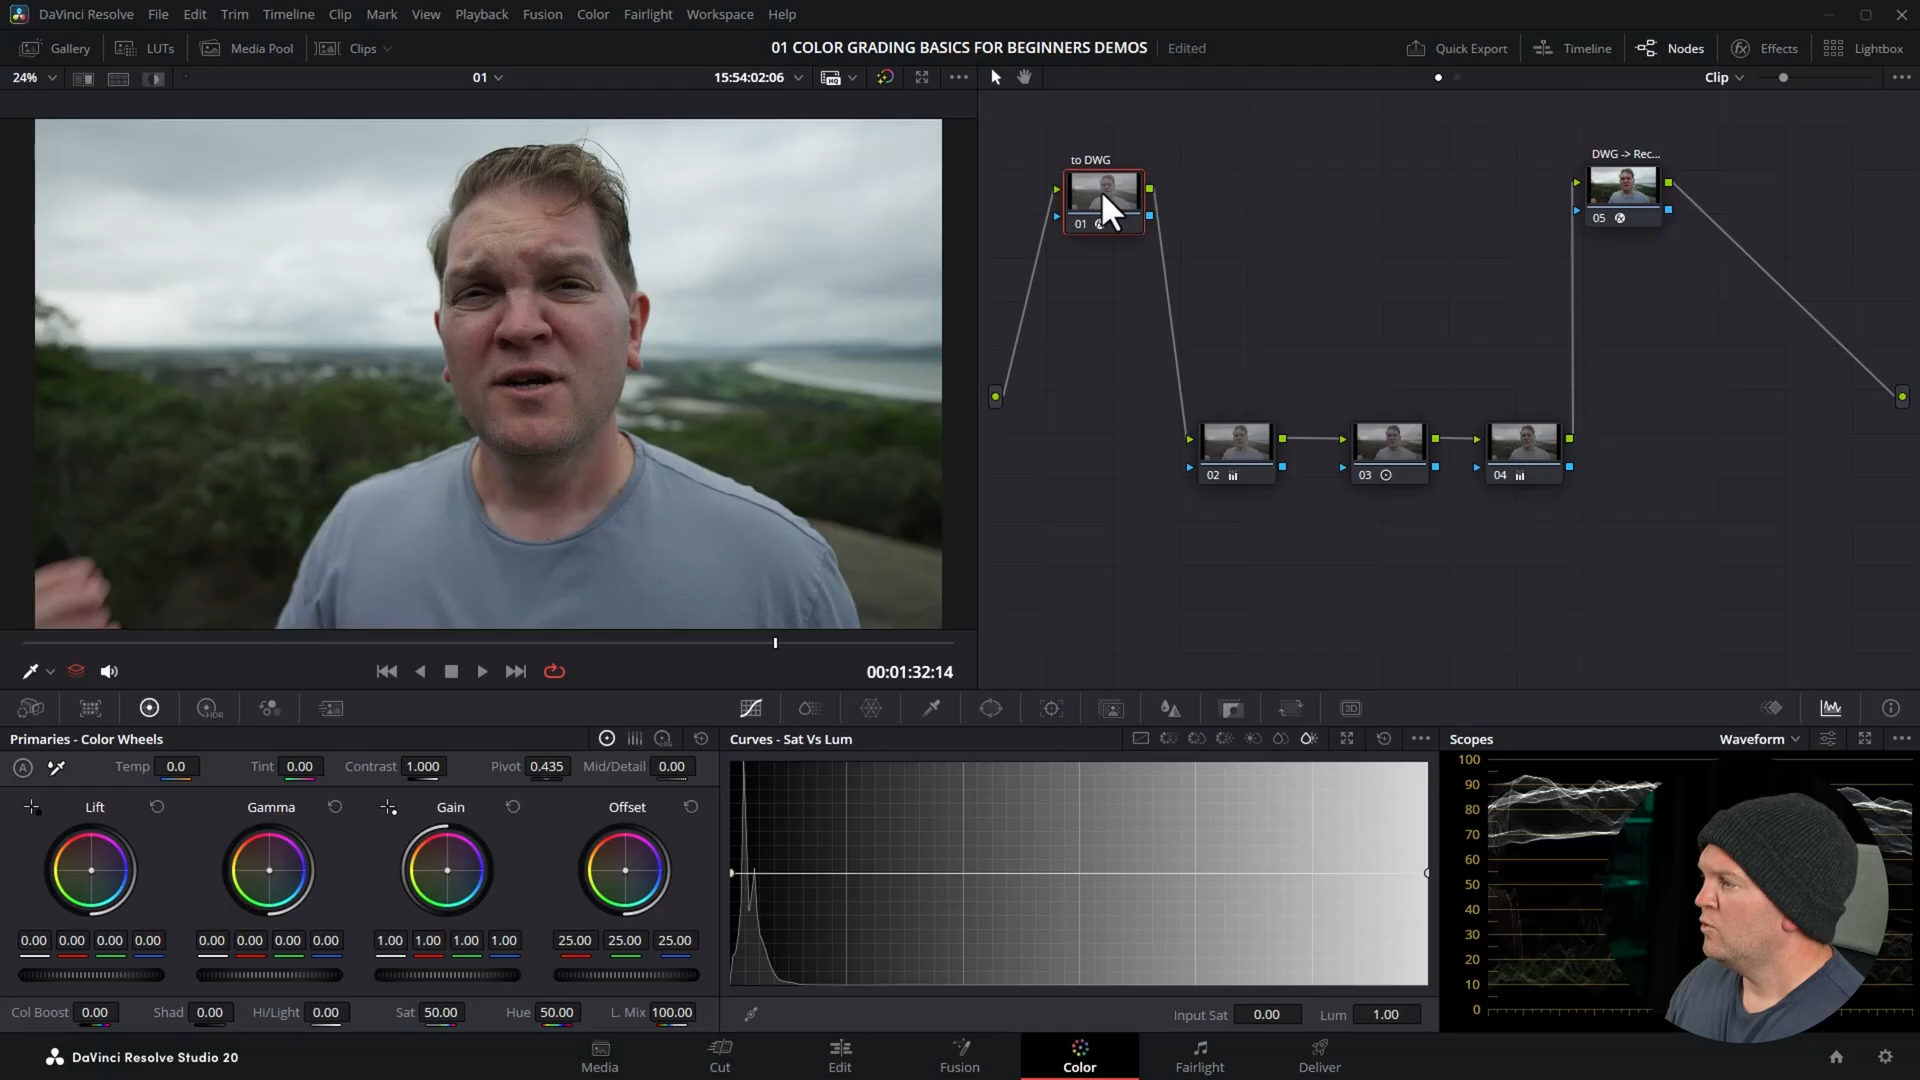 DaVinci Resolve File Edit Trim Timeline Clip Mark View Playback Fusion Color Fairlight Workspace Help
Gallery LUTs Media Pool Clips 01 COLOR GRADING BASICS FOR BEGINNERS DEMOS Edited Quick Export Timeline Nodes Effects Lightbox
24% 01 15:54:02:06 HQ Clip
to DWG
01
DWG -> Rec...
05
02 03 04
00:01:32:14
HDR 3D
Primaries - Color Wheels
A Temp 0.0 Tint 0.00 Contrast 1.000 Pivot 0.435 Mid/Detail 0.00
Lift Gamma Gain Offset
0.00 0.00 0.00 0.00 0.00 0.00 0.00 0.00 1.00 1.00 1.00 1.00 25.00 25.00 25.00
Col Boost 0.00 Shad 0.00 Hi/Light 0.00 Sat 50.00 Hue 50.00 L. Mix 100.00
Curves - Sat Vs Lum
Input Sat 0.00 Lum 1.00
Scopes Waveform
100
90
80
70
60
50
40
30
20
10
0
DaVinci Resolve Studio 20 Media Cut Edit Fusion Color Fairlight Deliver